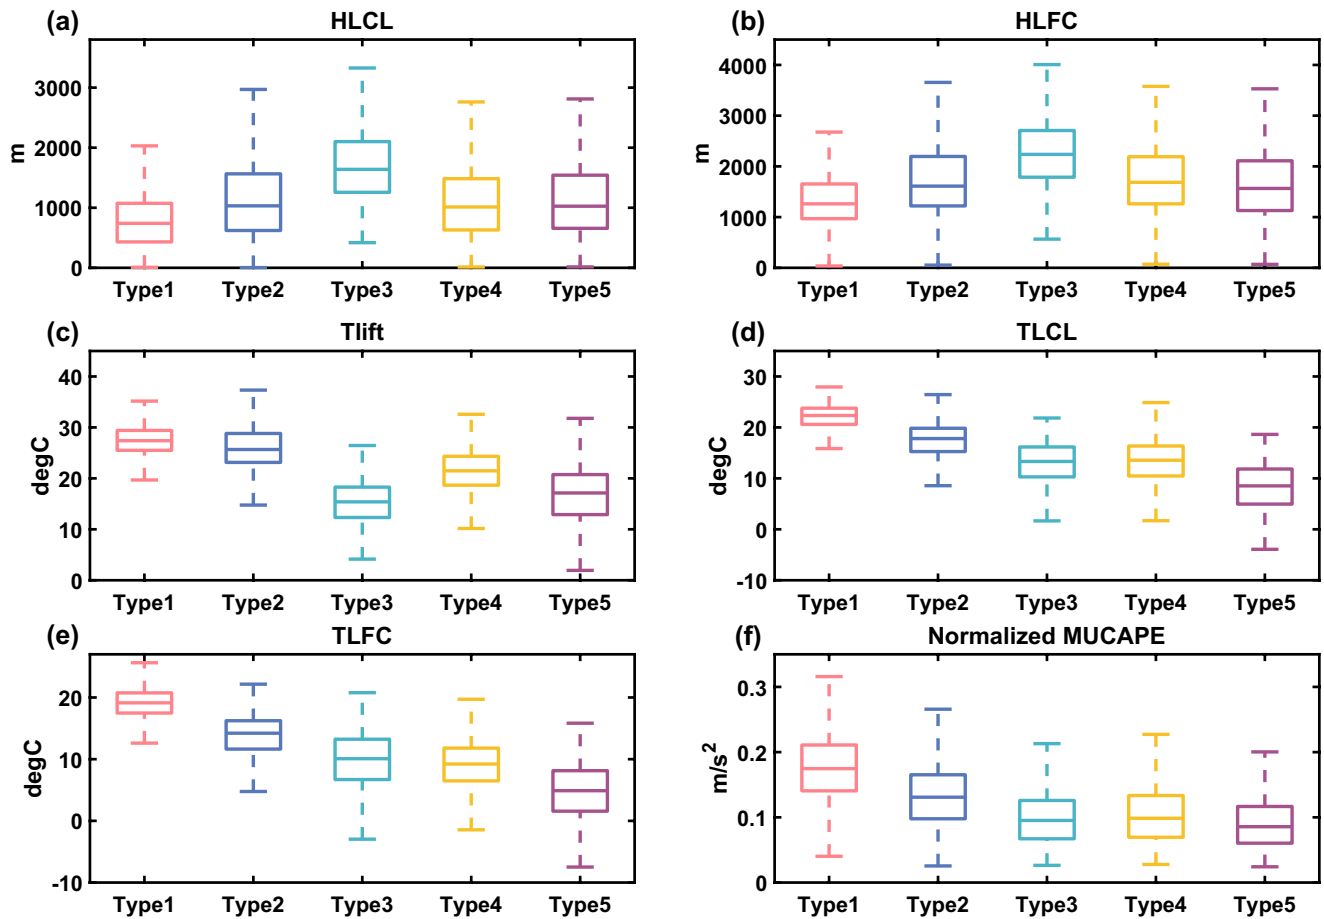 (a) HLCL
m
3000
2000
1000
0
Type1 Type2 Type3 Type4 Type5
(b) HLFC
m
4000
3000
2000
1000
0
Type1 Type2 Type3 Type4 Type5
(c) Tlift
degC
40
30
20
10
0
Type1 Type2 Type3 Type4 Type5
(d) TLCL
degC
30
20
10
0
-10
Type1 Type2 Type3 Type4 Type5
(e) TLFC
degC
20
10
0
-10
Type1 Type2 Type3 Type4 Type5
(f) Normalized MUCAPE
m/s²
0.3
0.2
0.1
0
Type1 Type2 Type3 Type4 Type5